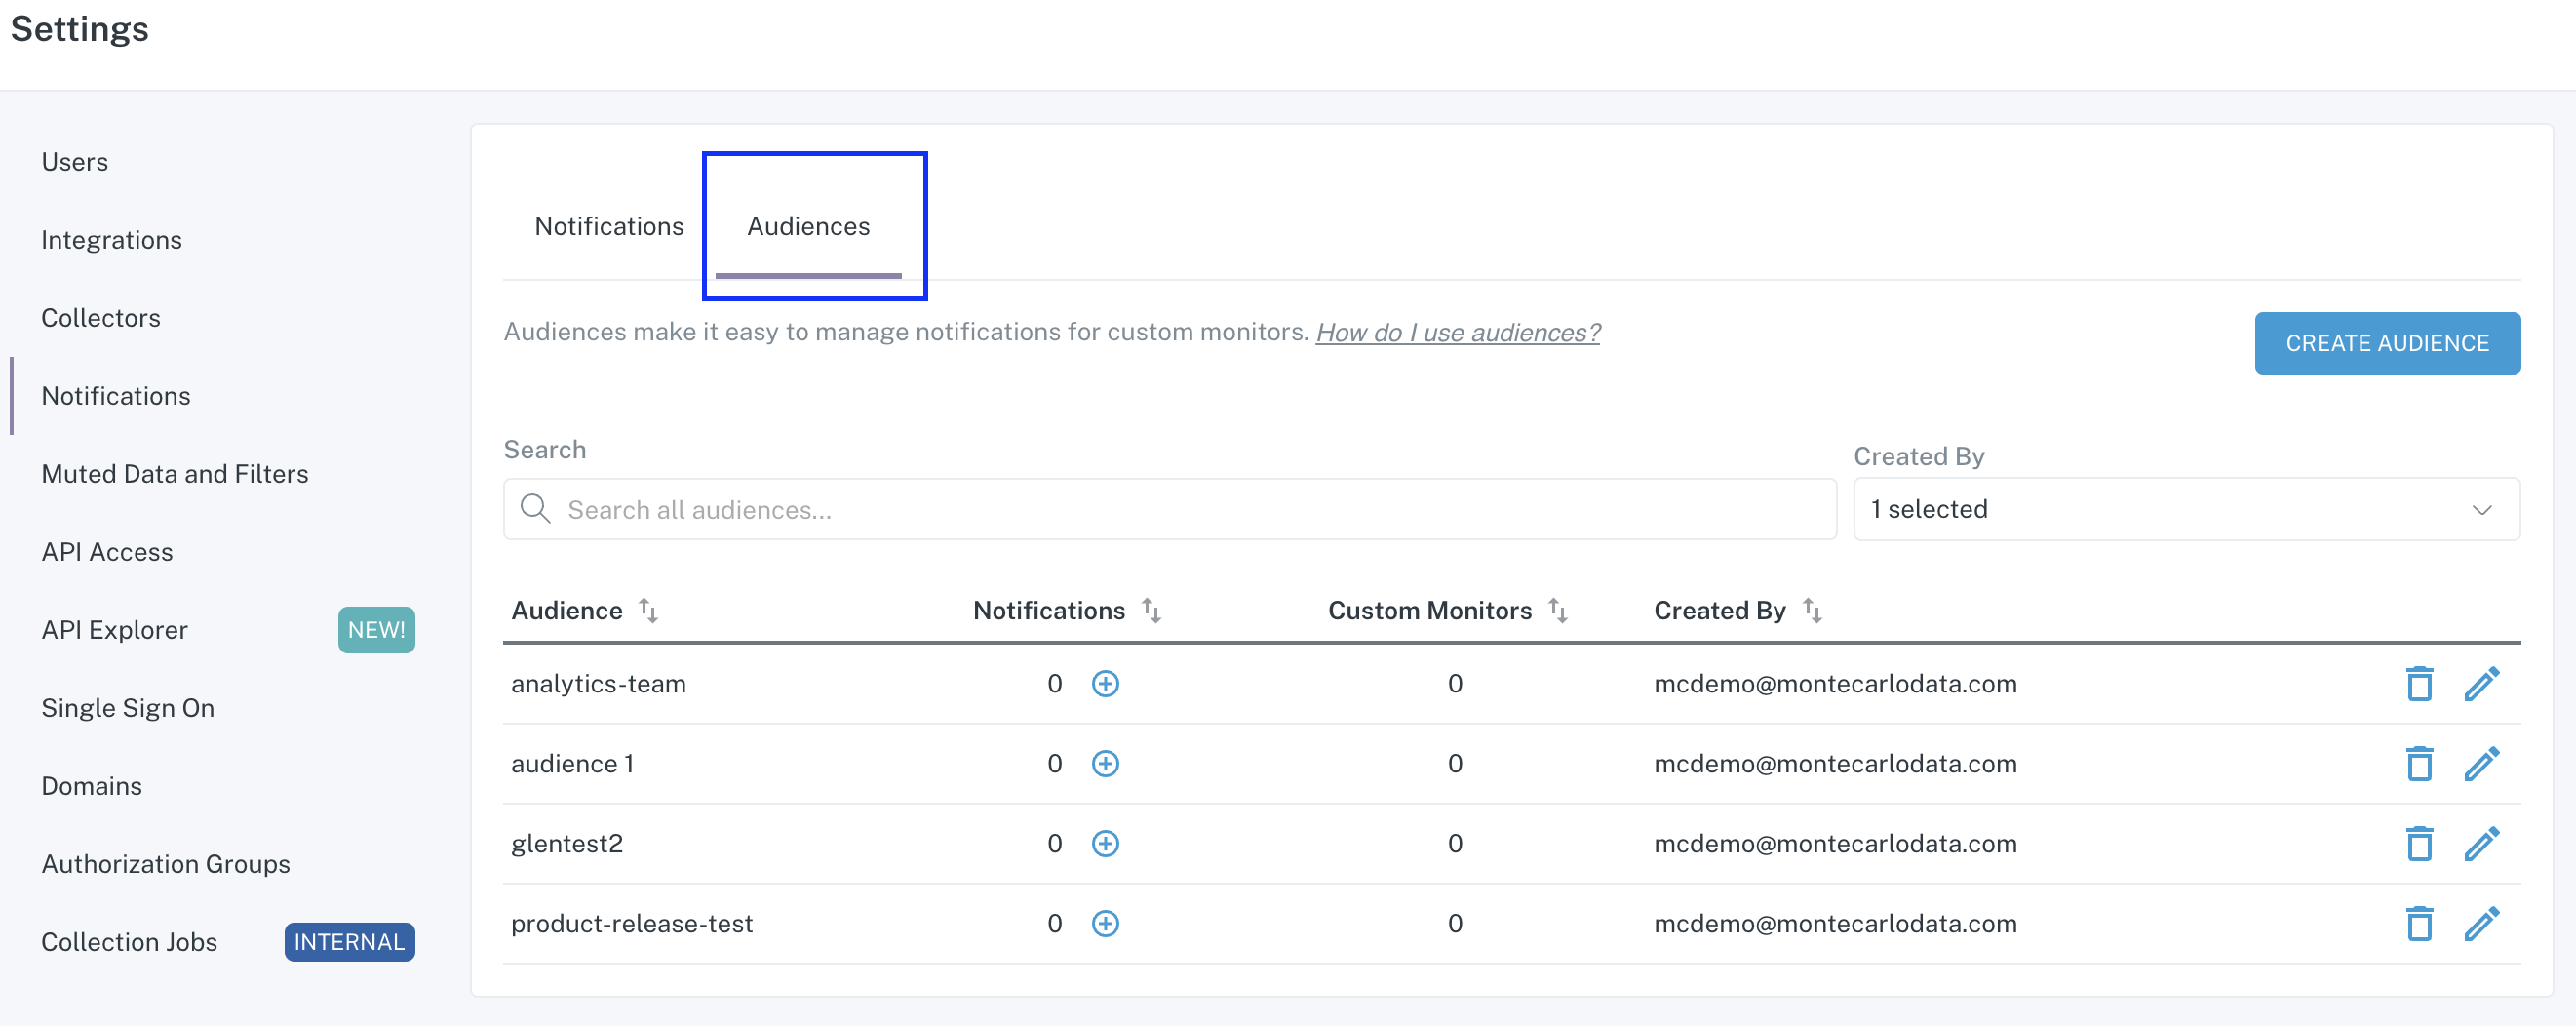 Settings
Users
Integrations
Collectors
Notifications
Muted Data and Filters
API Access
API Explorer NEW!
Single Sign On
Domains
Authorization Groups
Collection Jobs INTERNAL
Notifications Audiences
Audiences make it easy to manage notifications for custom monitors. How do I use audiences?
CREATE AUDIENCE
Search
Search all audiences...
Created By
1 selected
Audience Notifications Custom Monitors Created By
analytics-team 0 0 mcdemo@montecarlodata.com
audience 1 0 0 mcdemo@montecarlodata.com
glentest2 0 0 mcdemo@montecarlodata.com
product-release-test 0 0 mcdemo@montecarlodata.com